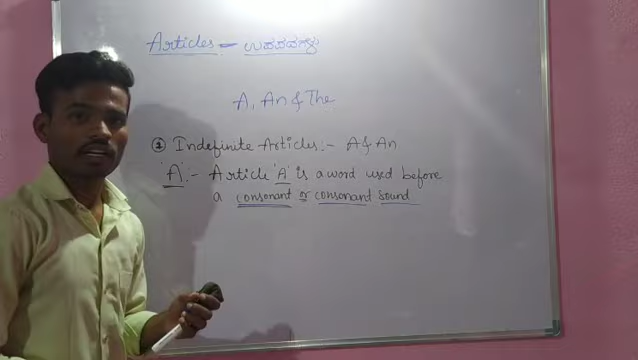 Articles - ಉಪಪದಗಳು
A, An & The
① Indefinite Articles:- A & An
'A':- Article 'A' is a word used before
a consonant or consonant sound